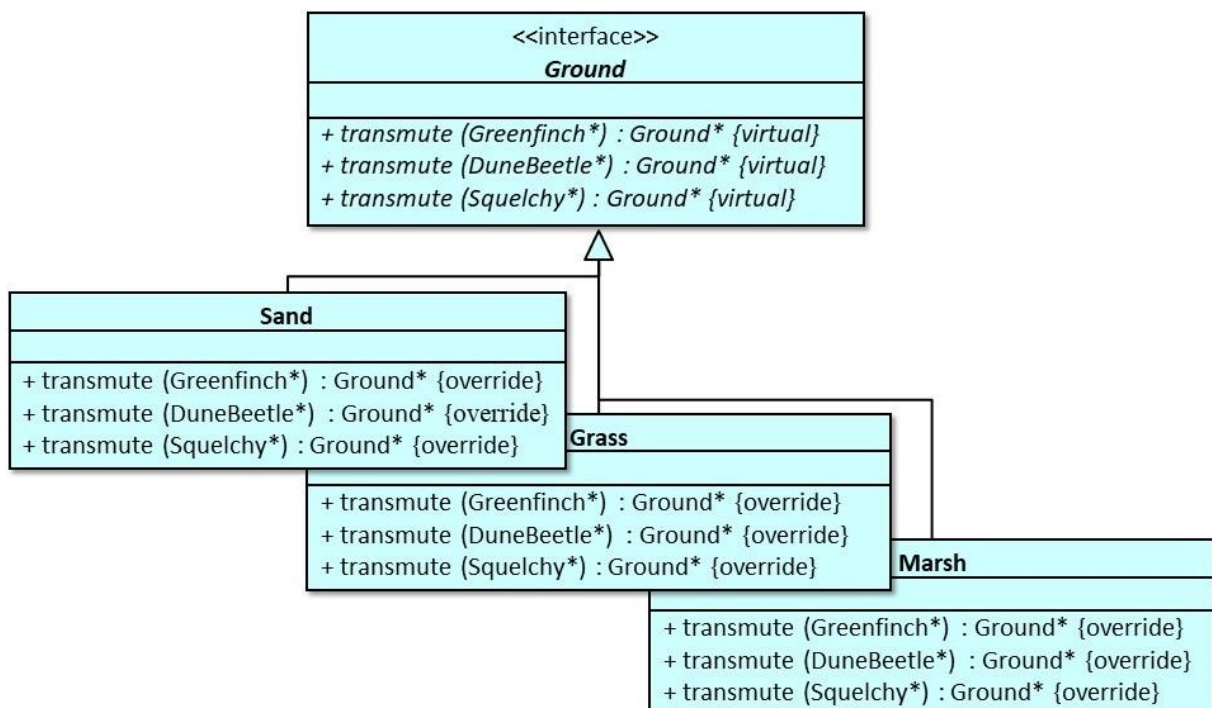 <<interface>>
Ground
+ transmute (Greenfinch*) : Ground* {virtual}
+ transmute (DuneBeetle*) : Ground* {virtual}
+ transmute (Squelchy*) : Ground* {virtual}
Sand
+ transmute (Greenfinch*) : Ground* {override}
+ transmute (DuneBeetle*) : Ground* {override}
+ transmute (Squelchy*) : Ground* {override}
Grass
+ transmute (Greenfinch*) : Ground* {override}
+ transmute (DuneBeetle*) : Ground* {override}
+ transmute (Squelchy*) : Ground* {override}
Marsh
+ transmute (Greenfinch*) : Ground* {override}
+ transmute (DuneBeetle*) : Ground* {override}
+ transmute (Squelchy*) : Ground* {override}